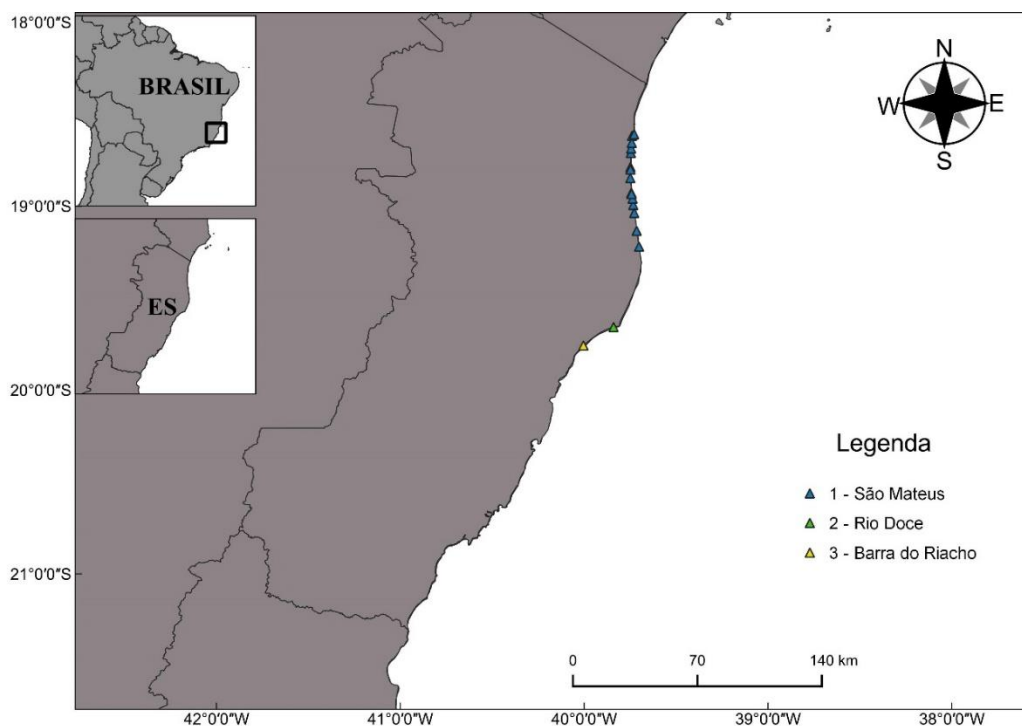 18°0'0"S
BRASIL
N
W
E
S
19°0'0"S
ES
20°0'0"S
Legenda
1 - São Mateus
2 - Rio Doce
3 - Barra do Riacho
21°0'0"S
0 70 140 km
42°0'0"W 41°0'0"W 40°0'0"W 39°0'0"W 38°0'0"W